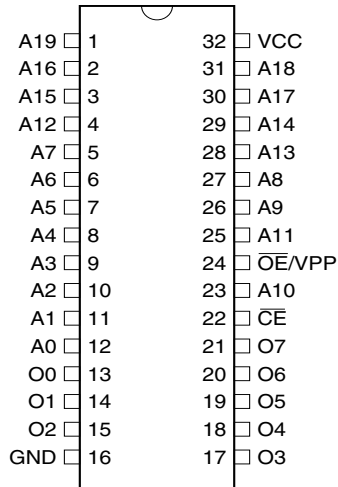 A19 1 32 VCC
A16 2 31 A18
A15 3 30 A17
A12 4 29 A14
A7 5 28 A13
A6 6 27 A8
A5 7 26 A9
A4 8 25 A11
A3 9 24 O̅E̅/VPP
A2 10 23 A10
A1 11 22 C̅E̅
A0 12 21 O7
O0 13 20 O6
O1 14 19 O5
O2 15 18 O4
GND 16 17 O3